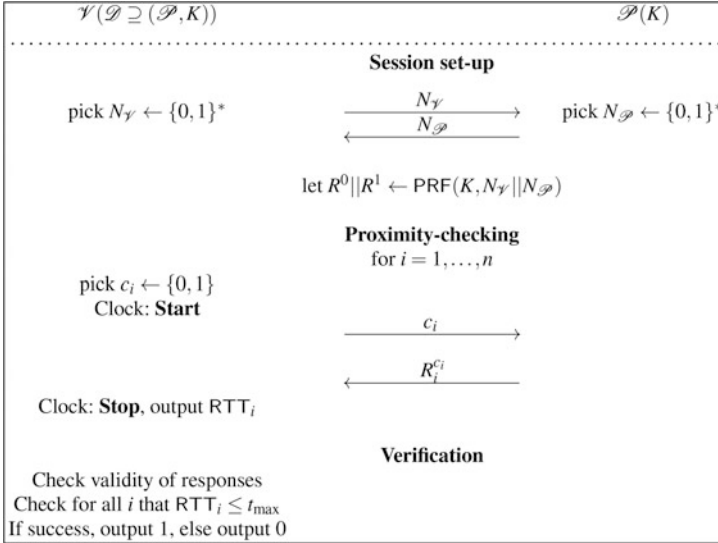 𝒱(𝒟 ⊇ (𝒫, K)) 𝒫(K)
Session set-up
pick N_𝒱 ← {0,1}* N_𝒱 pick N_𝒫 ← {0,1}*
N_𝒫
let R⁰||R¹ ← PRF(K, N_𝒱||N_𝒫)
Proximity-checking
for i = 1,...,n
pick c_i ← {0,1}
Clock: Start
c_i
R_i^{c_i}
Clock: Stop, output RTT_i
Verification
Check validity of responses
Check for all i that RTT_i ≤ t_max
If success, output 1, else output 0